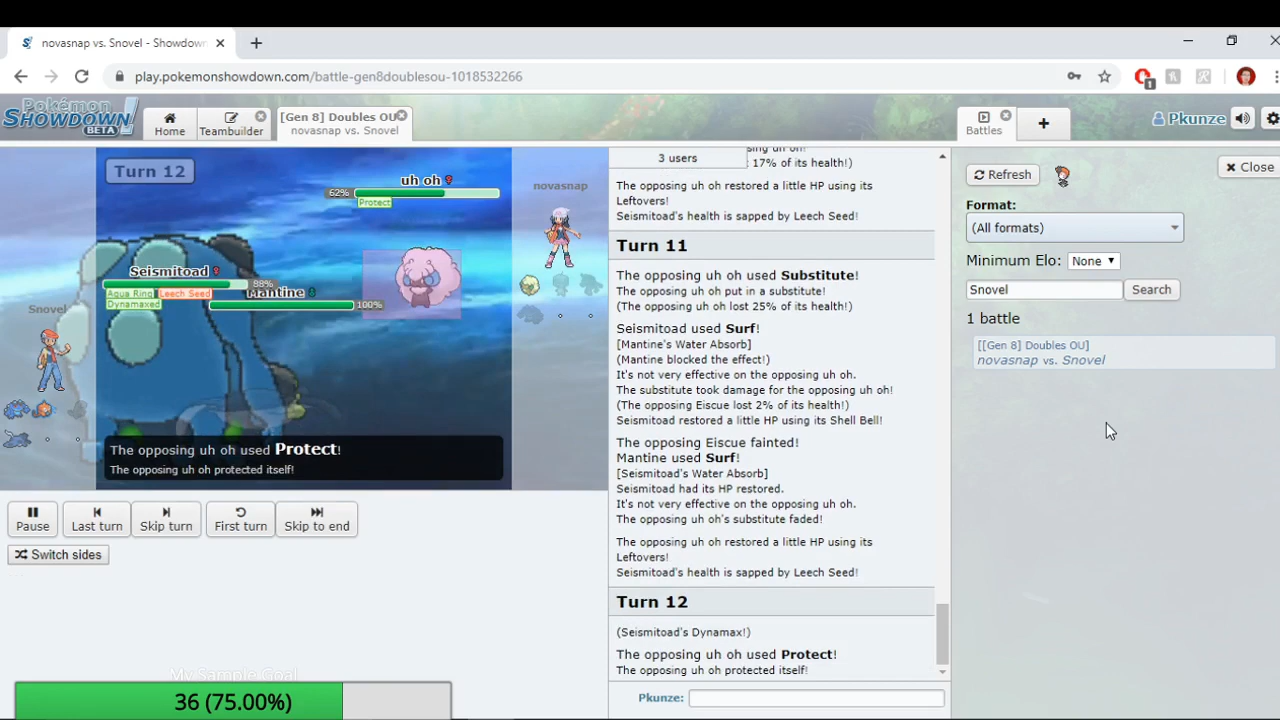 novasnap vs. Snovel - Showdown
play.pokemonshowdown.com/battle-gen8doublesou-1018532266
1
Pokémon
SHOWDOWN!
BETA
Home
Teambuilder
[Gen 8] Doubles OU
novasnap vs. Snovel
Battles
Pkunze
Turn 12
uh oh
62%
Protect
novasnap
Seismitoad
88%
Aqua Ring
Leech Seed
Dynamaxed
Mantine
100%
Snovel
The opposing uh oh used Protect!
The opposing uh oh protected itself!
Pause
Last turn
Skip turn
First turn
Skip to end
Switch sides
My Sample Goal
36 (75.00%)
3 users
17% of its health!)
The opposing uh oh restored a little HP using its
Leftovers!
Seismitoad's health is sapped by Leech Seed!
Turn 11
The opposing uh oh used Substitute!
The opposing uh oh put in a substitute!
(The opposing uh oh lost 25% of its health!)
Seismitoad used Surf!
[Mantine's Water Absorb]
(Mantine blocked the effect!)
It's not very effective on the opposing uh oh.
The substitute took damage for the opposing uh oh!
(The opposing Eiscue lost 2% of its health!)
Seismitoad restored a little HP using its Shell Bell!
The opposing Eiscue fainted!
Mantine used Surf!
[Seismitoad's Water Absorb]
Seismitoad had its HP restored.
It's not very effective on the opposing uh oh.
The opposing uh oh's substitute faded!
The opposing uh oh restored a little HP using its
Leftovers!
Seismitoad's health is sapped by Leech Seed!
Turn 12
(Seismitoad's Dynamax!)
The opposing uh oh used Protect!
The opposing uh oh protected itself!
Pkunze:
Refresh
Close
Format:
(All formats)
Minimum Elo:
None
Snovel
Search
1 battle
[[Gen 8] Doubles OU]
novasnap vs. Snovel